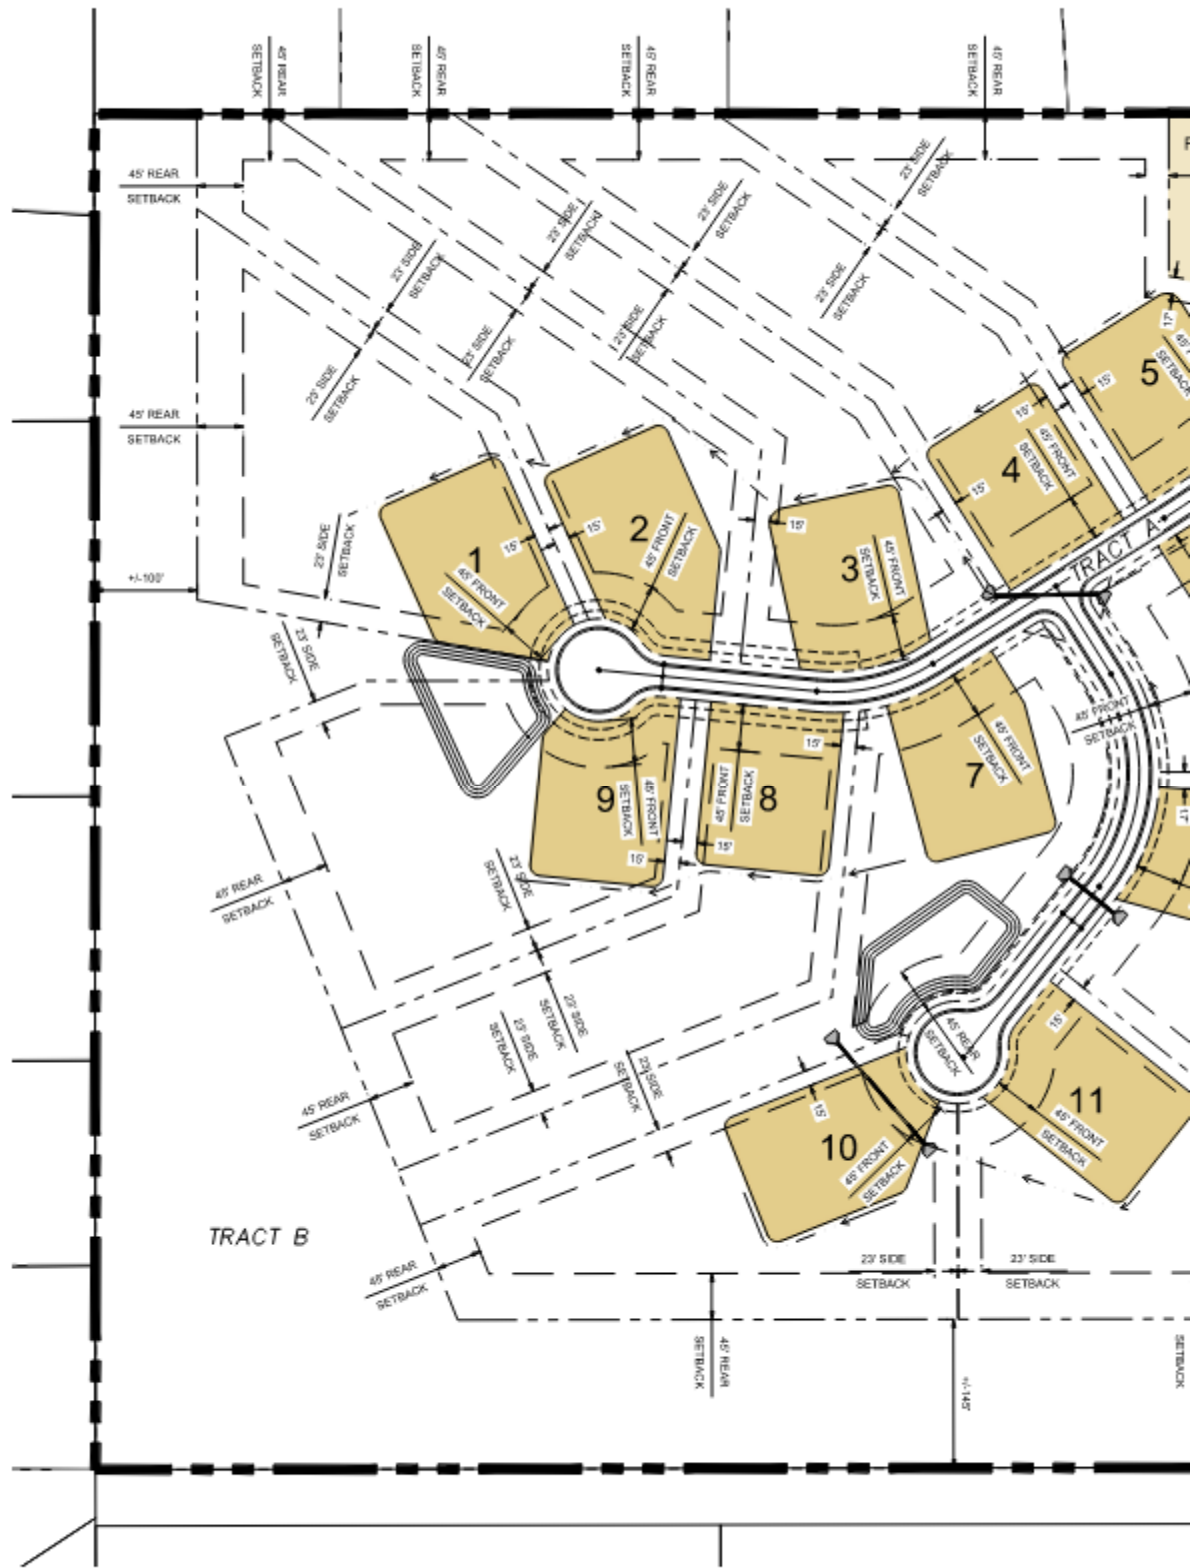 45' REAR
SETBACK
45' REAR
SETBACK
45' REAR
SETBACK
45' REAR
SETBACK
45' REAR
SETBACK
23' SIDE
SETBACK
23' SIDE
SETBACK
23' SIDE
SETBACK
23' SIDE
SETBACK
23' SIDE
SETBACK
23' SIDE
SETBACK
23' SIDE
SETBACK
23' SIDE
SETBACK
17'
45' REAR
SETBACK
5
15'
15'
4
45' FRONT
SETBACK
15'
1
15'
15'
45' FRONT
SETBACK
2
45' FRONT
SETBACK
15'
3
45' FRONT
SETBACK
TRACT A
23' SIDE
SETBACK
+/-100'
23' SIDE
SETBACK
45' FRONT
SETBACK
9
45' FRONT
SETBACK
15'
15'
45' FRONT
SETBACK
8
15'
7
45' FRONT
SETBACK
17'
45' REAR
SETBACK
23' SIDE
SETBACK
23' SIDE
SETBACK
23' SIDE
SETBACK
23' SIDE
SETBACK
45' REAR
SETBACK
45' REAR
SETBACK
15'
10
45' FRONT
SETBACK
15'
11
45' FRONT
SETBACK
TRACT B
45' REAR
SETBACK
23' SIDE
SETBACK
23' SIDE
SETBACK
45' REAR
SETBACK
+/-145'
SETBACK